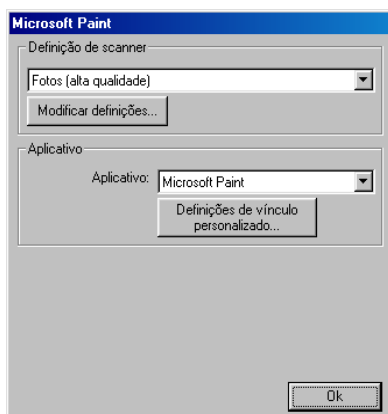 Microsoft Paint
Definição de scanner
Fotos (alta qualidade)
Modificar definições...
Aplicativo
Aplicativo:
Microsoft Paint
Definições de vínculo
personalizado...
Ok